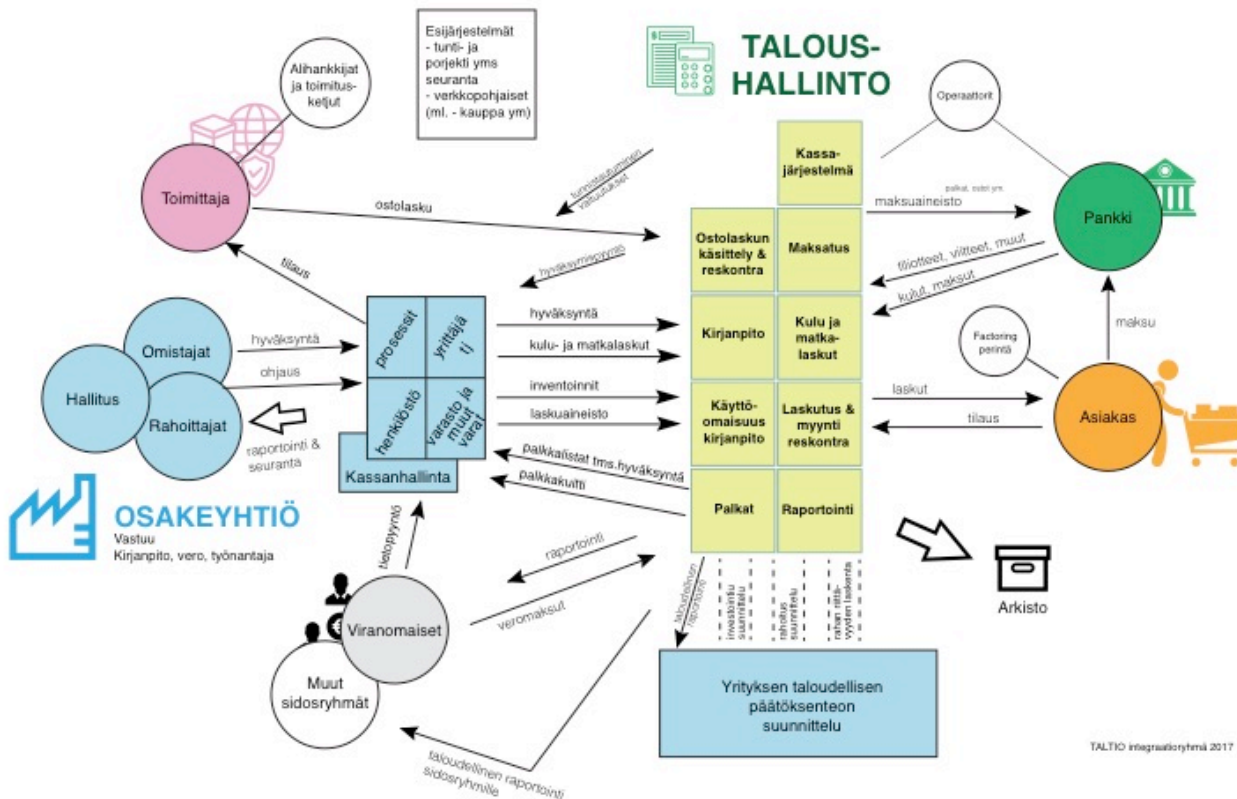 Esijärjestelmät
- tunti- ja
porjekti yms
seuranta
- verkkopohjaiset
(ml. - kauppa ym)
Alihankkijat
ja toimitus-
ketjut
TALOUS-
HALLINTO
Operaattorit
Toimittaja
ostolasku
tunnistautuminen
valtuutukset
hyväksymispyyntö
tilaus
Kassa-
järjestelmä
palkat, ostot ym.
maksuaineisto
Pankki
Ostolaskun
käsittely &
reskontra
Maksatus
tiliotteet, viitteet, muut
kulut, maksut
maksu
Omistajat
Hallitus
Rahoittajat
hyväksyntä
ohjaus
raportointi &
seuranta
prosessit
yrittäjä
tj
henkilöstö
varasto ja
muut
varat
Kassanhallinta
hyväksyntä
kulu- ja matkalaskut
inventoinnit
laskuaineisto
palkkalistat tms.hyväksyntä
palkkakuitti
Kirjanpito
Kulu ja
matka-
laskut
Käyttö-
omaisuus
kirjanpito
Laskutus &
myynti
reskontra
Palkat
Raportointi
Factoring
perintä
laskut
tilaus
Asiakas
OSAKEYHTIÖ
Vastuu
Kirjanpito, vero, työnantaja
tietopyyntö
raportointi
veromaksut
Viranomaiset
Muut
sidosryhmät
taloudellinen
raportointi
investointiu
suunnittelu
rahoitus
suunnittelu
rahan riittä-
vyyden laskenta
Arkisto
Yrityksen taloudellisen
päätöksenteon
suunnittelu
taloudellinen raportointi
sidosryhmille
TALTIO integraatioryhmä 2017